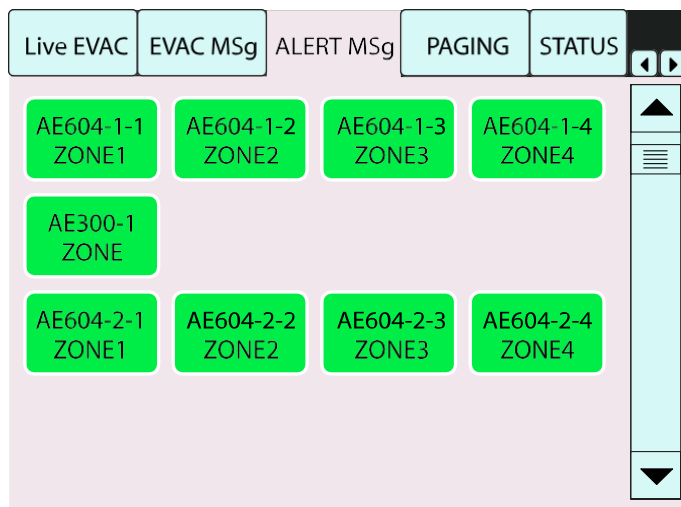 Live EVAC EVAC MSg ALERT MSg PAGING STATUS
AE604-1-1 AE604-1-2 AE604-1-3 AE604-1-4
ZONE1 ZONE2 ZONE3 ZONE4
AE300-1
ZONE
AE604-2-1 AE604-2-2 AE604-2-3 AE604-2-4
ZONE1 ZONE2 ZONE3 ZONE4